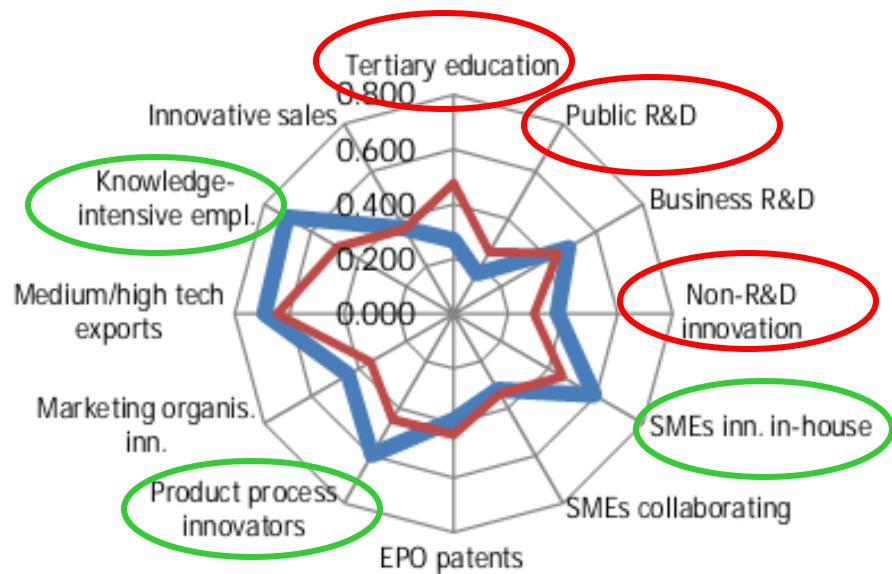 Tertiary education
0.800
Innovative sales
Public R&D
0.600
Knowledge-
intensive empl.
0.400
Business R&D
0.200
Medium/high tech
exports
0.000
Non-R&D
innovation
Marketing organis.
inn.
SMEs inn. in-house
Product process
innovators
SMEs collaborating
EPO patents